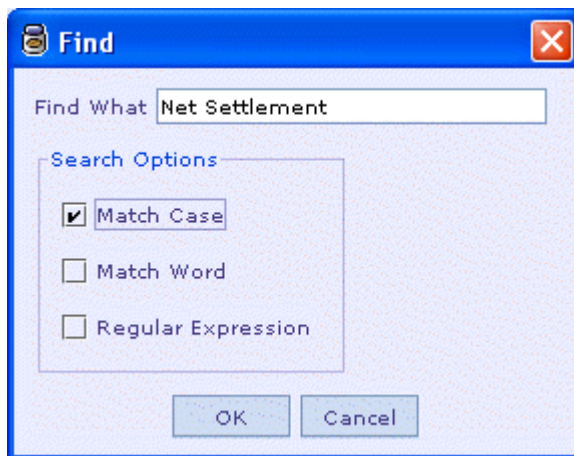 Find
Find What Net Settlement
Search Options
Match Case
Match Word
Regular Expression
OK Cancel